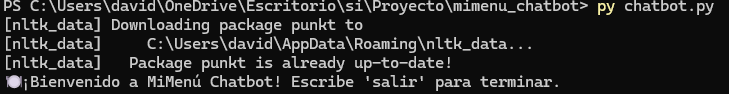 PS C:\Users\david\OneDrive\Escritorio\si\Proyecto\mimenu_chatbot> py chatbot.py
[nltk_data] Downloading package punkt to
[nltk_data]     C:\Users\david\AppData\Roaming\nltk_data...
[nltk_data]   Package punkt is already up-to-date!
🍽️¡Bienvenido a MiMenú Chatbot! Escribe 'salir' para terminar.